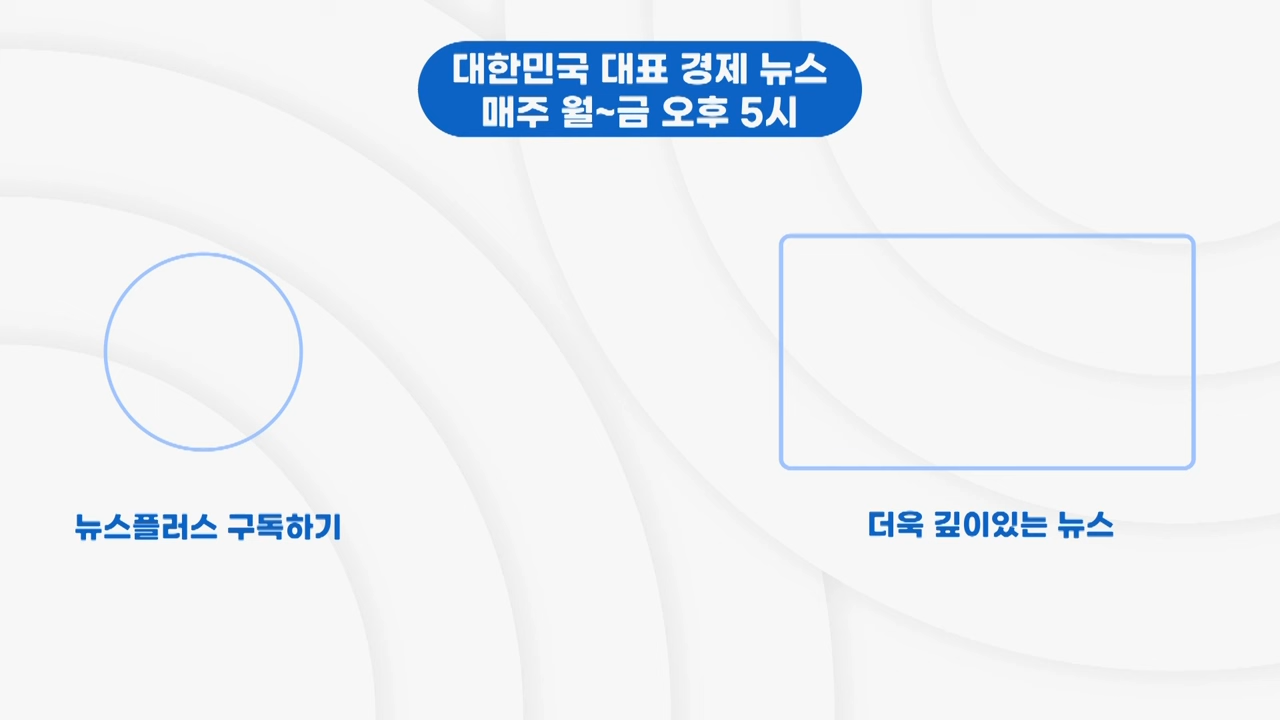 대한민국 대표 경제 뉴스
매주 월~금 오후 5시
뉴스플러스 구독하기
더욱 깊이있는 뉴스